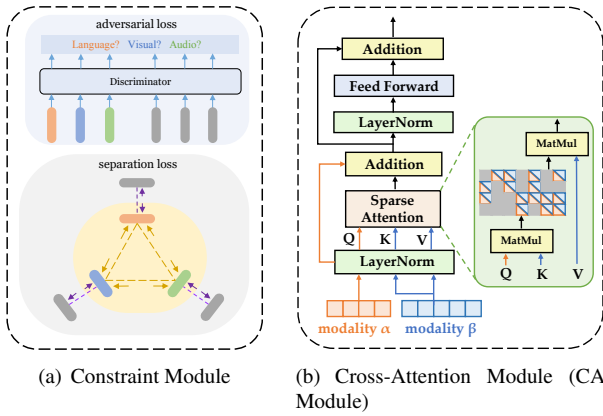 adversarial loss
Language? Visual? Audio?
Discriminator
separation loss
(a) Constraint Module
Addition
Feed Forward
LayerNorm
Addition
Sparse
Attention
Q K V
LayerNorm
modality α modality β
MatMul
MatMul
Q K V
(b) Cross-Attention Module (CA
Module)